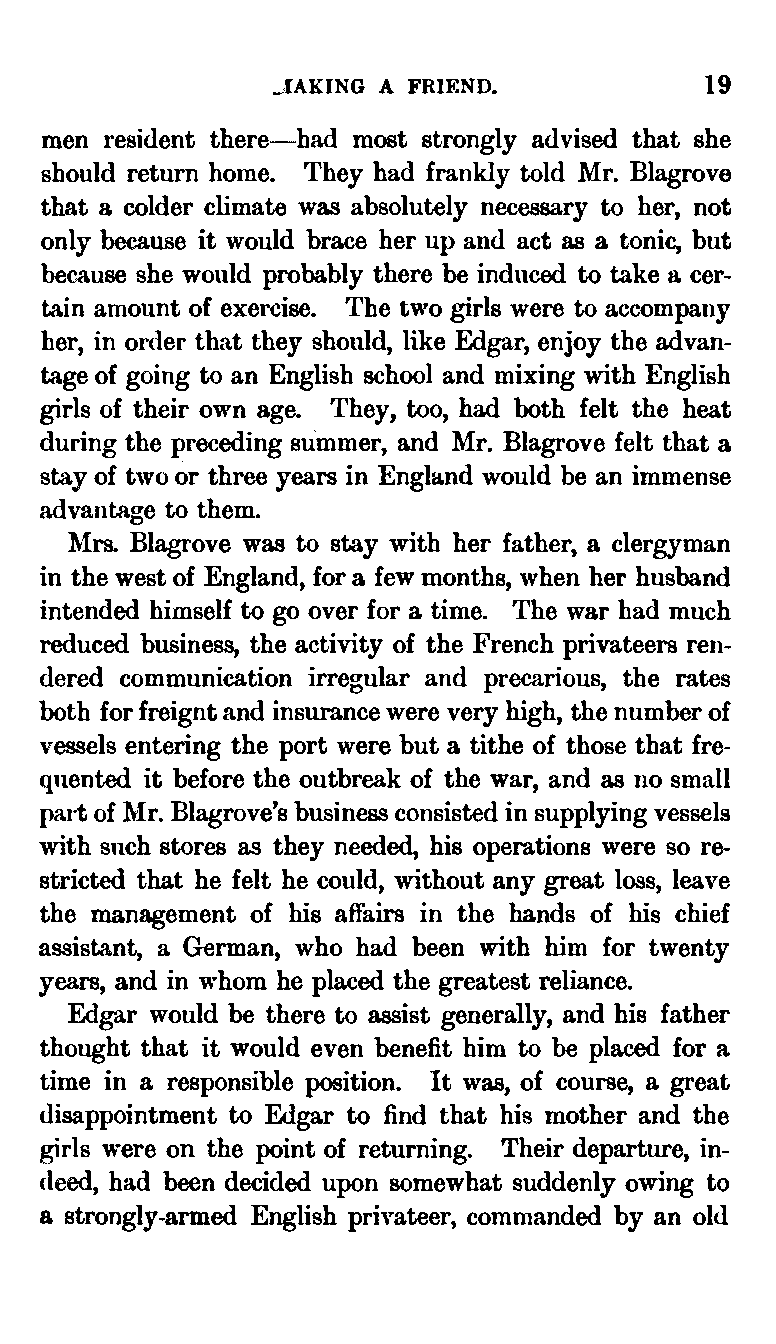 MAKING A FRIEND. 19
men resident there—had most strongly advised that she
should return home. They had frankly told Mr. Blagrove
that a colder climate was absolutely necessary to her, not
only because it would brace her up and act as a tonic, but
because she would probably there be induced to take a cer-
tain amount of exercise. The two girls were to accompany
her, in order that they should, like Edgar, enjoy the advan-
tage of going to an English school and mixing with English
girls of their own age. They, too, had both felt the heat
during the preceding summer, and Mr. Blagrove felt that a
stay of two or three years in England would be an immense
advantage to them.
Mrs. Blagrove was to stay with her father, a clergyman
in the west of England, for a few months, when her husband
intended himself to go over for a time. The war had much
reduced business, the activity of the French privateers ren-
dered communication irregular and precarious, the rates
both for freignt and insurance were very high, the number of
vessels entering the port were but a tithe of those that fre-
quented it before the outbreak of the war, and as no small
part of Mr. Blagrove's business consisted in supplying vessels
with such stores as they needed, his operations were so re-
stricted that he felt he could, without any great loss, leave
the management of his affairs in the hands of his chief
assistant, a German, who had been with him for twenty
years, and in whom he placed the greatest reliance.
Edgar would be there to assist generally, and his father
thought that it would even benefit him to be placed for a
time in a responsible position. It was, of course, a great
disappointment to Edgar to find that his mother and the
girls were on the point of returning. Their departure, in-
deed, had been decided upon somewhat suddenly owing to
a strongly-armed English privateer, commanded by an old